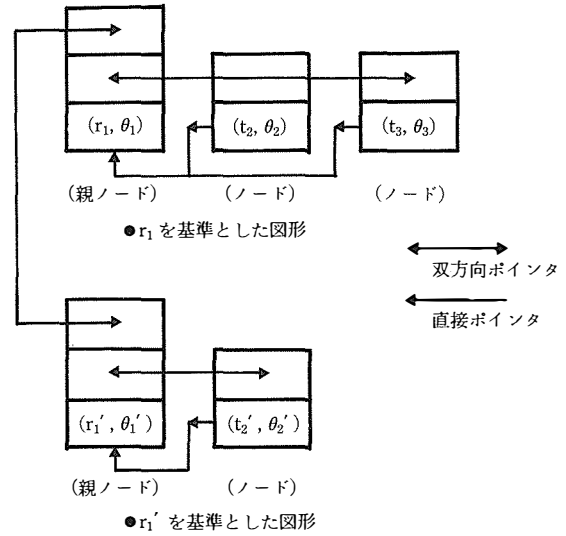 (r₁, θ₁) (t₂, θ₂) (t₃, θ₃)
(親ノード) (ノード) (ノード)
●r₁ を基準とした図形
双方向ポインタ
直接ポインタ
(r₁′, θ₁′) (t₂′, θ₂′)
(親ノード) (ノード)
●r₁′ を基準とした図形